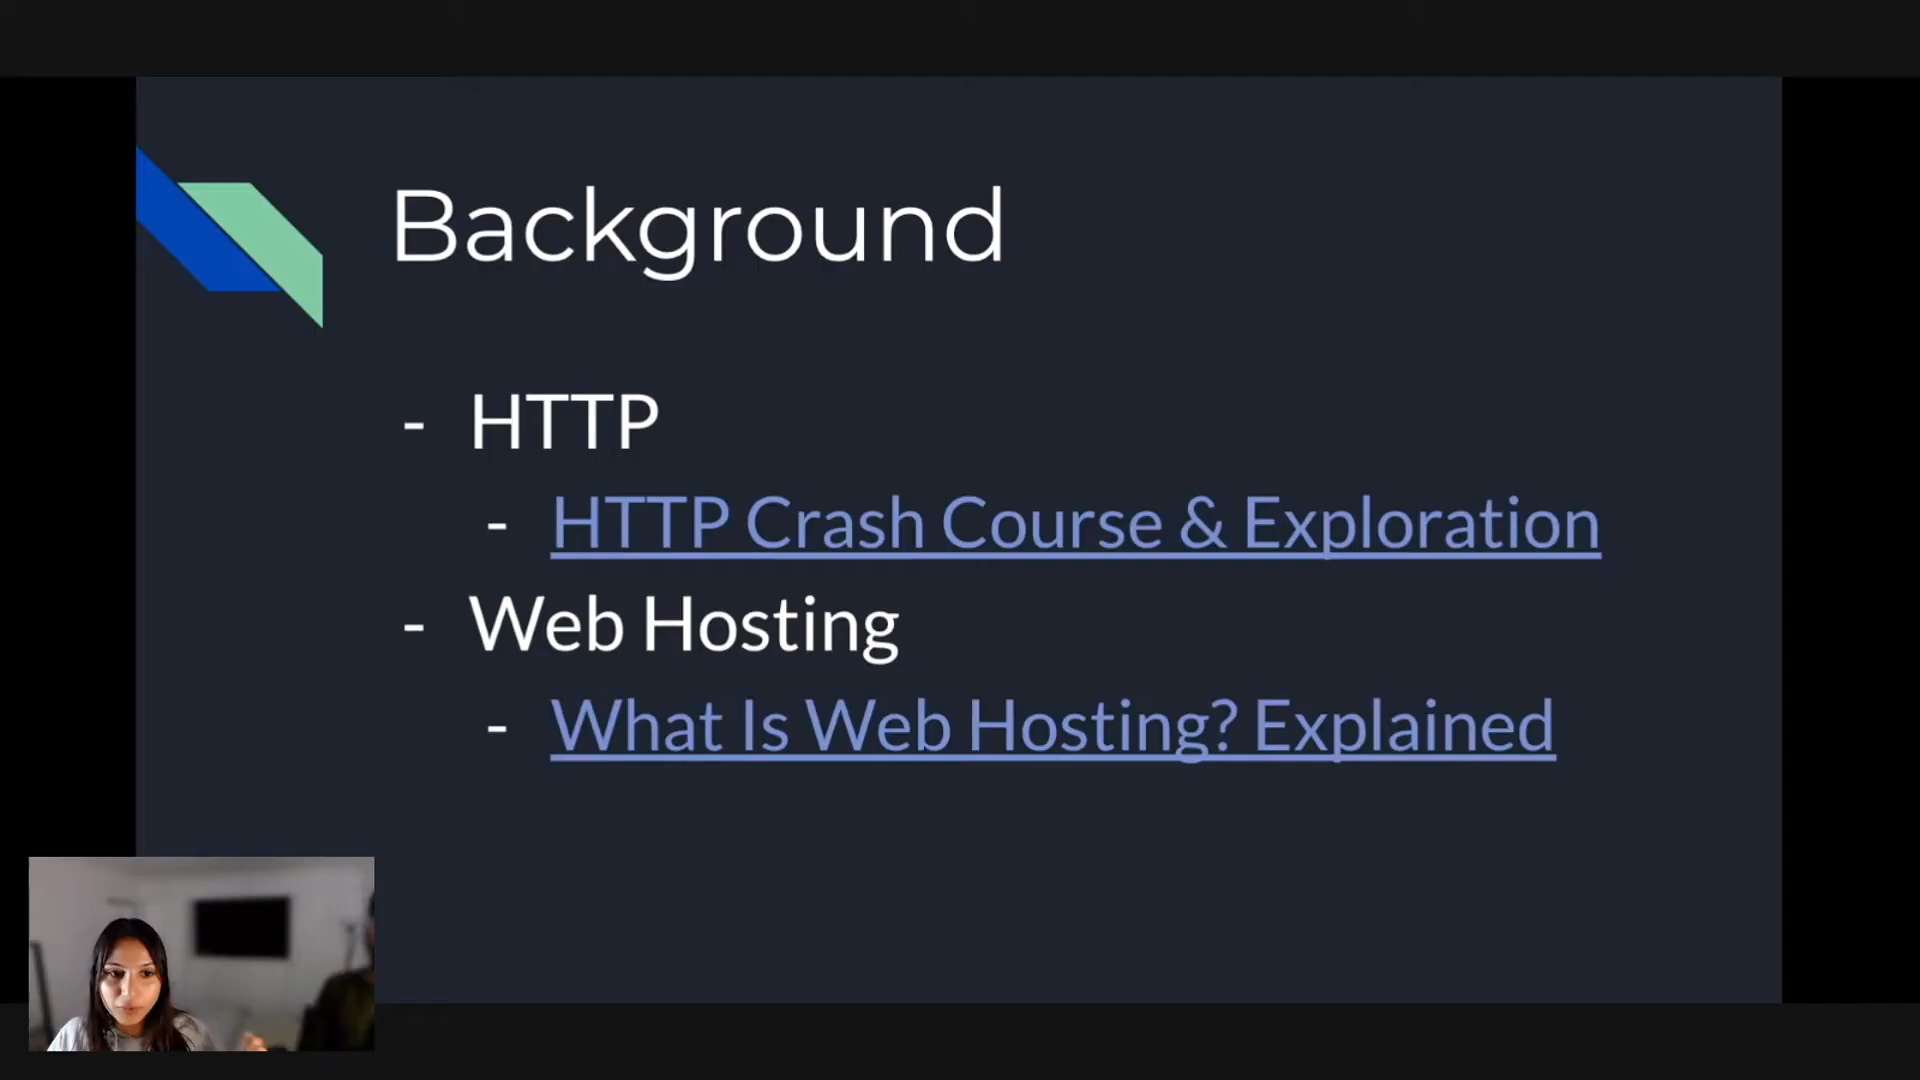 Background
- HTTP
- HTTP Crash Course & Exploration
- Web Hosting
- What Is Web Hosting? Explained